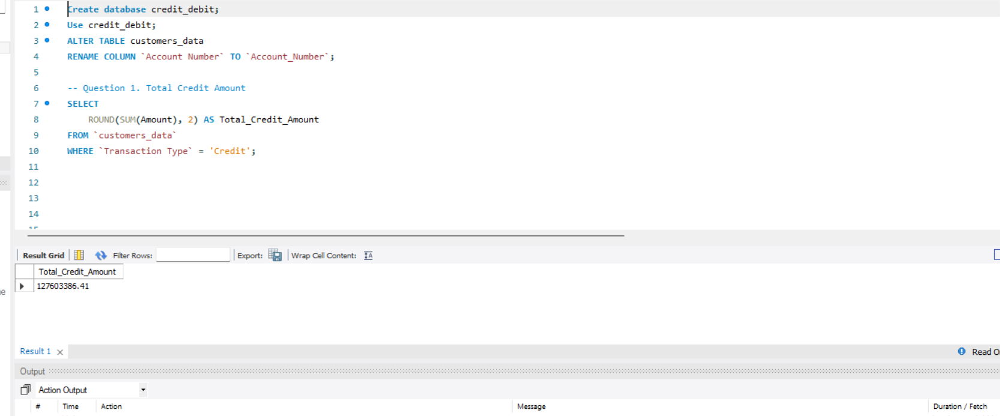 1 Create database credit_debit;
2 Use credit_debit;
3 ALTER TABLE customers_data
4 RENAME COLUMN `Account Number` TO `Account_Number`;
5
6 -- Question 1. Total Credit Amount
7 SELECT
8 ROUND(SUM(Amount), 2) AS Total_Credit_Amount
9 FROM `customers_data`
10 WHERE `Transaction Type` = 'Credit';
11
12
13
14
Result Grid Filter Rows: Export: Wrap Cell Content:
Total_Credit_Amount
127603386.41
Result 1
Read O
Output
Action Output
# Time Action Message Duration / Fetch